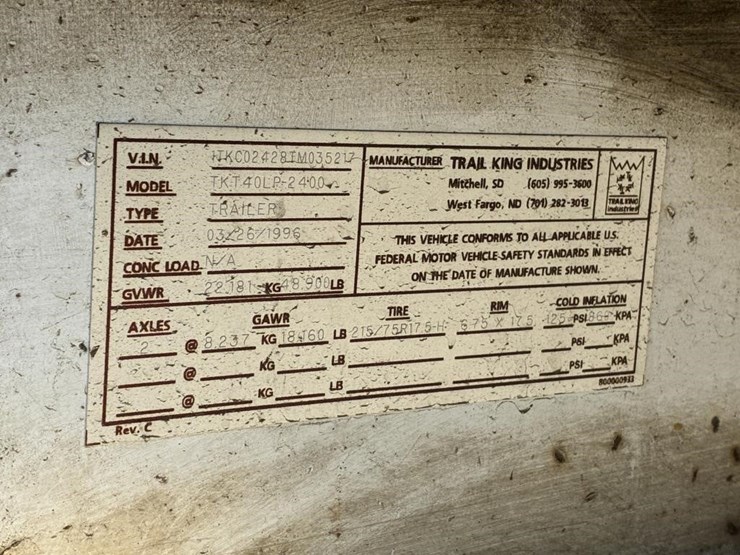 V.I.N. 1TKC02428TM035217
MODEL TKT40LP-2400
TYPE TRAILER
DATE 03/26/1996
CONC LOAD N/A
GVWR 22,181 KG 48,900 LB
MANUFACTURER TRAIL KING INDUSTRIES
Mitchell, SD (605) 995-3600
West Fargo, ND (701) 282-3013
TRAIL KING
Industries
THIS VEHICLE CONFORMS TO ALL APPLICABLE U.S.
FEDERAL MOTOR VEHICLE SAFETY STANDARDS IN EFFECT
ON THE DATE OF MANUFACTURE SHOWN.
AXLES GAWR TIRE RIM COLD INFLATION
2 @ 8,237 KG 18,160 LB 215/75R17.5-H 6.75 X 17.5 125 PSI KPA
@ KG LB PSI KPA
@ KG LB PSI KPA
Rev. C